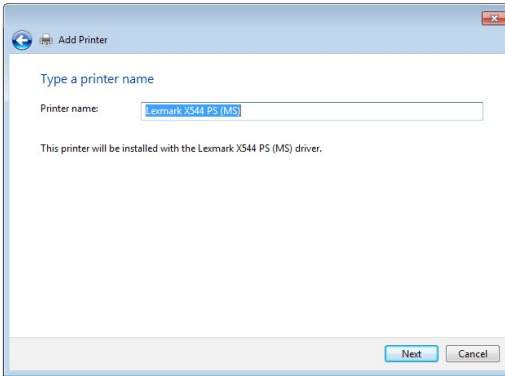 Add Printer
Type a printer name
Printer name: Lexmark X544 PS (MS)
This printer will be installed with the Lexmark X544 PS (MS) driver.
Next Cancel